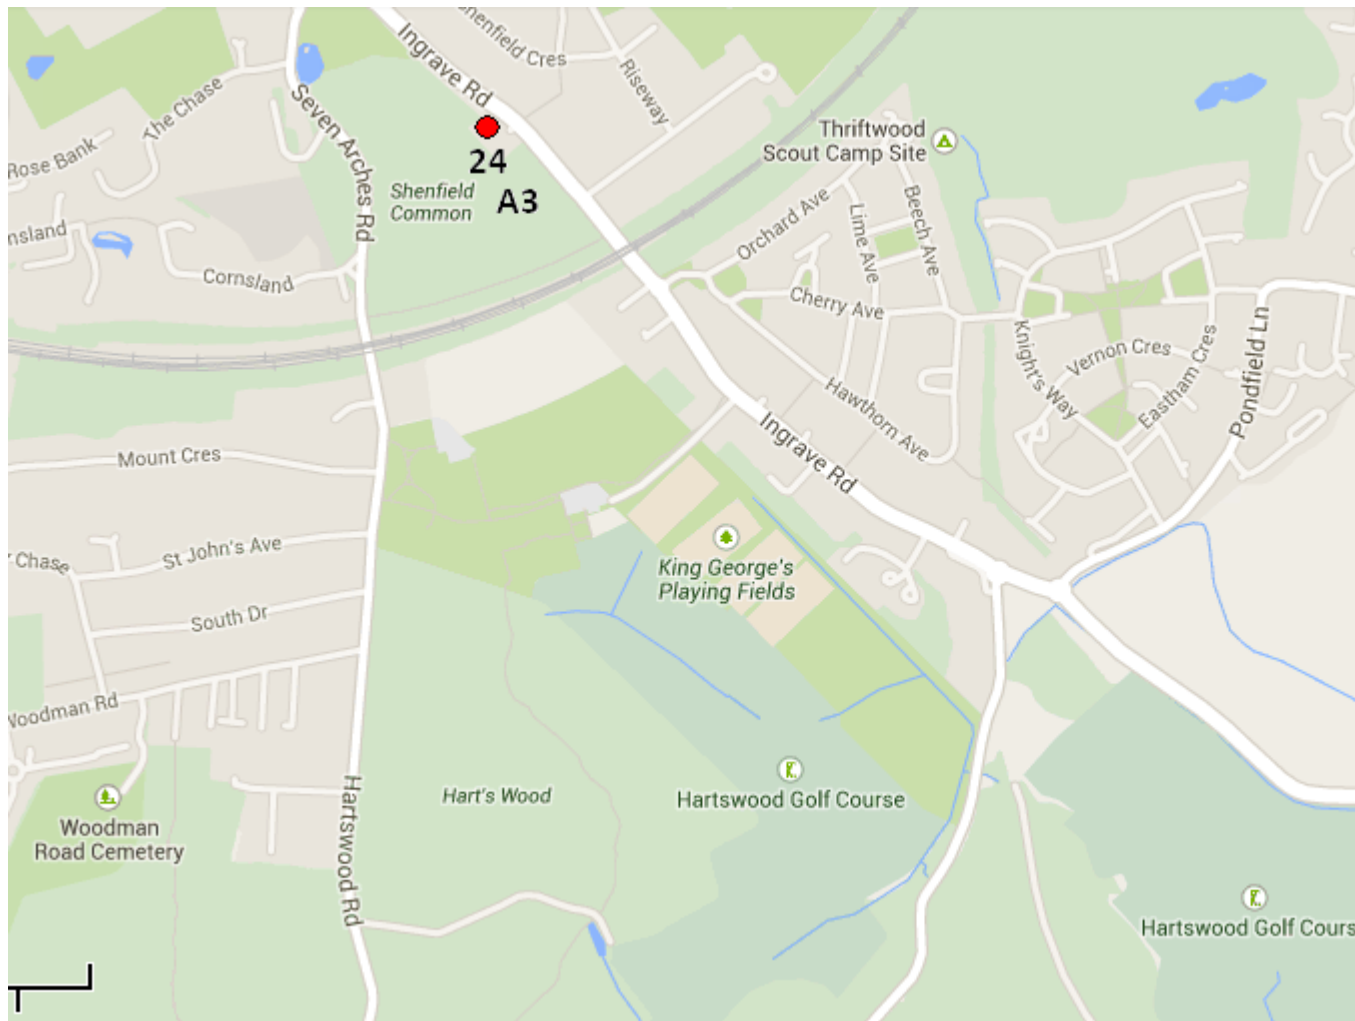 Ingrave Rd
Shenfield Cres
Riseway
The Chase
Seven Arches Rd
Rose Bank
24
A3
Shenfield
Common
Thriftwood
Scout Camp Site
Orchard Ave
Lime Ave
Beech Ave
nsland
Cornsland
Cherry Ave
Knight's Way
Vernon Cres
Eastham Cres
Pondfield Ln
Hawthorn Ave
Ingrave Rd
Mount Cres
St John's Ave
Chase
King George's
Playing Fields
South Dr
Woodman Rd
Hart's Wood
Hartswood Golf Course
Woodman
Road Cemetery
Hartswood Rd
Hartswood Golf Cours